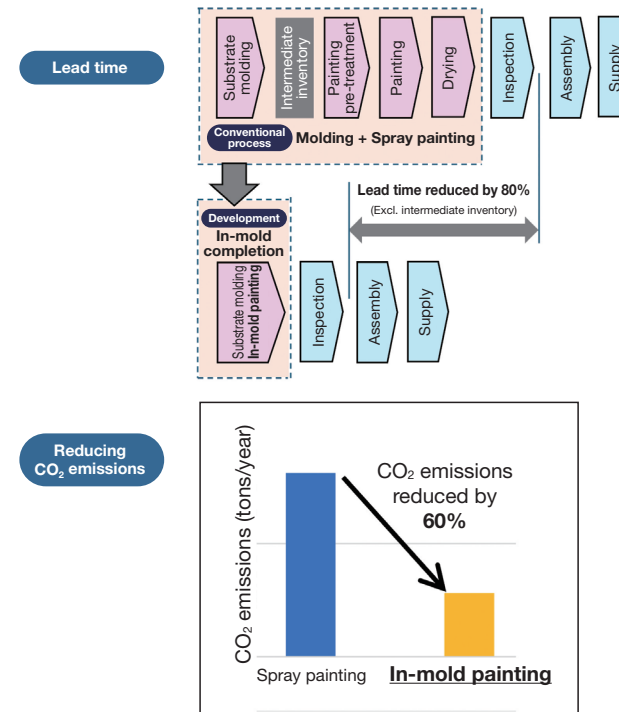 Lead time
Substrate
molding
Intermediate
inventory
Painting
pre-treatment
Painting
Drying
Inspection
Assembly
Supply
Conventional
process
Molding + Spray painting
Lead time reduced by 80%
(Excl. intermediate inventory)
Development
In-mold
completion
Substrate molding
In-mold painting
Inspection
Assembly
Supply
Reducing
CO₂ emissions
CO₂ emissions (tons/year)
CO₂ emissions
reduced by
60%
Spray painting
In-mold painting